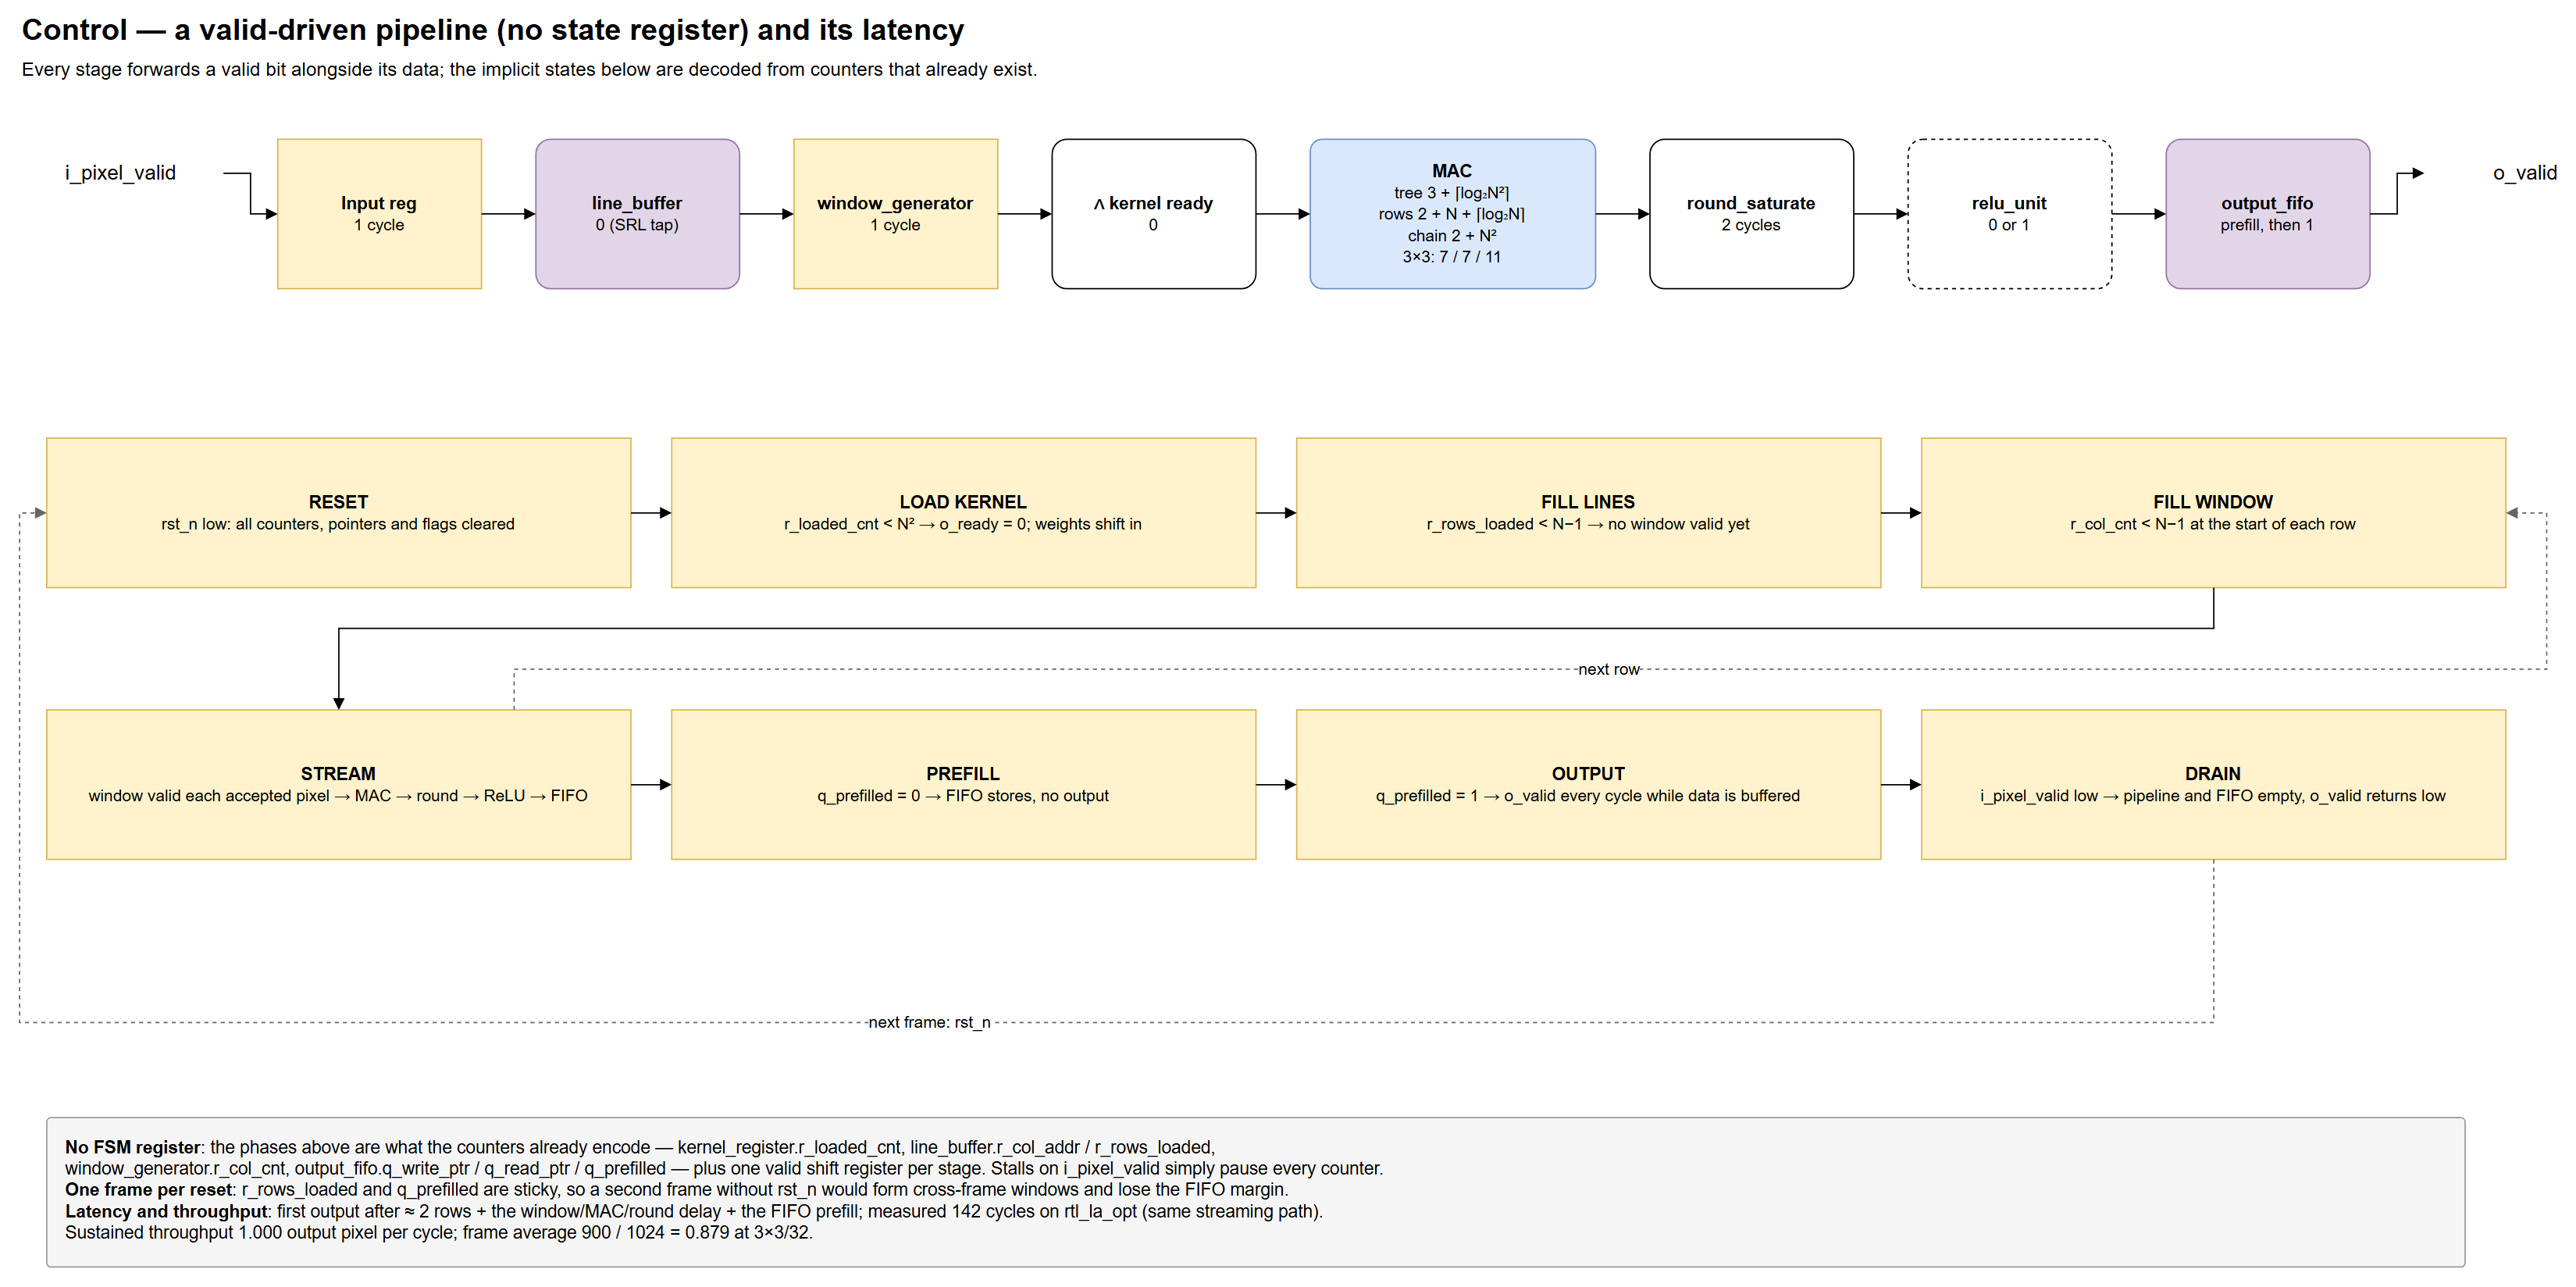 Control — a valid-driven pipeline (no state register) and its latency
Every stage forwards a valid bit alongside its data; the implicit states below are decoded from counters that already exist.
i_pixel_valid
Input reg
1 cycle
line_buffer
0 (SRL tap)
window_generator
1 cycle
∧ kernel ready
0
MAC
tree 3 + ⌈log₂N²⌉
rows 2 + N + ⌈log₂N⌉
chain 2 + N²
3×3: 7 / 7 / 11
round_saturate
2 cycles
relu_unit
0 or 1
output_fifo
prefill, then 1
o_valid
RESET
rst_n low: all counters, pointers and flags cleared
LOAD KERNEL
r_loaded_cnt < N² → o_ready = 0; weights shift in
FILL LINES
r_rows_loaded < N−1 → no window valid yet
FILL WINDOW
r_col_cnt < N−1 at the start of each row
next row
STREAM
window valid each accepted pixel → MAC → round → ReLU → FIFO
PREFILL
q_prefilled = 0 → FIFO stores, no output
OUTPUT
q_prefilled = 1 → o_valid every cycle while data is buffered
DRAIN
i_pixel_valid low → pipeline and FIFO empty, o_valid returns low
next frame: rst_n
No FSM register: the phases above are what the counters already encode — kernel_register.r_loaded_cnt, line_buffer.r_col_addr / r_rows_loaded,
window_generator.r_col_cnt, output_fifo.q_write_ptr / q_read_ptr / q_prefilled — plus one valid shift register per stage. Stalls on i_pixel_valid simply pause every counter.
One frame per reset: r_rows_loaded and q_prefilled are sticky, so a second frame without rst_n would form cross-frame windows and lose the FIFO margin.
Latency and throughput: first output after ≈ 2 rows + the window/MAC/round delay + the FIFO prefill; measured 142 cycles on rtl_la_opt (same streaming path).
Sustained throughput 1.000 output pixel per cycle; frame average 900 / 1024 = 0.879 at 3×3/32.